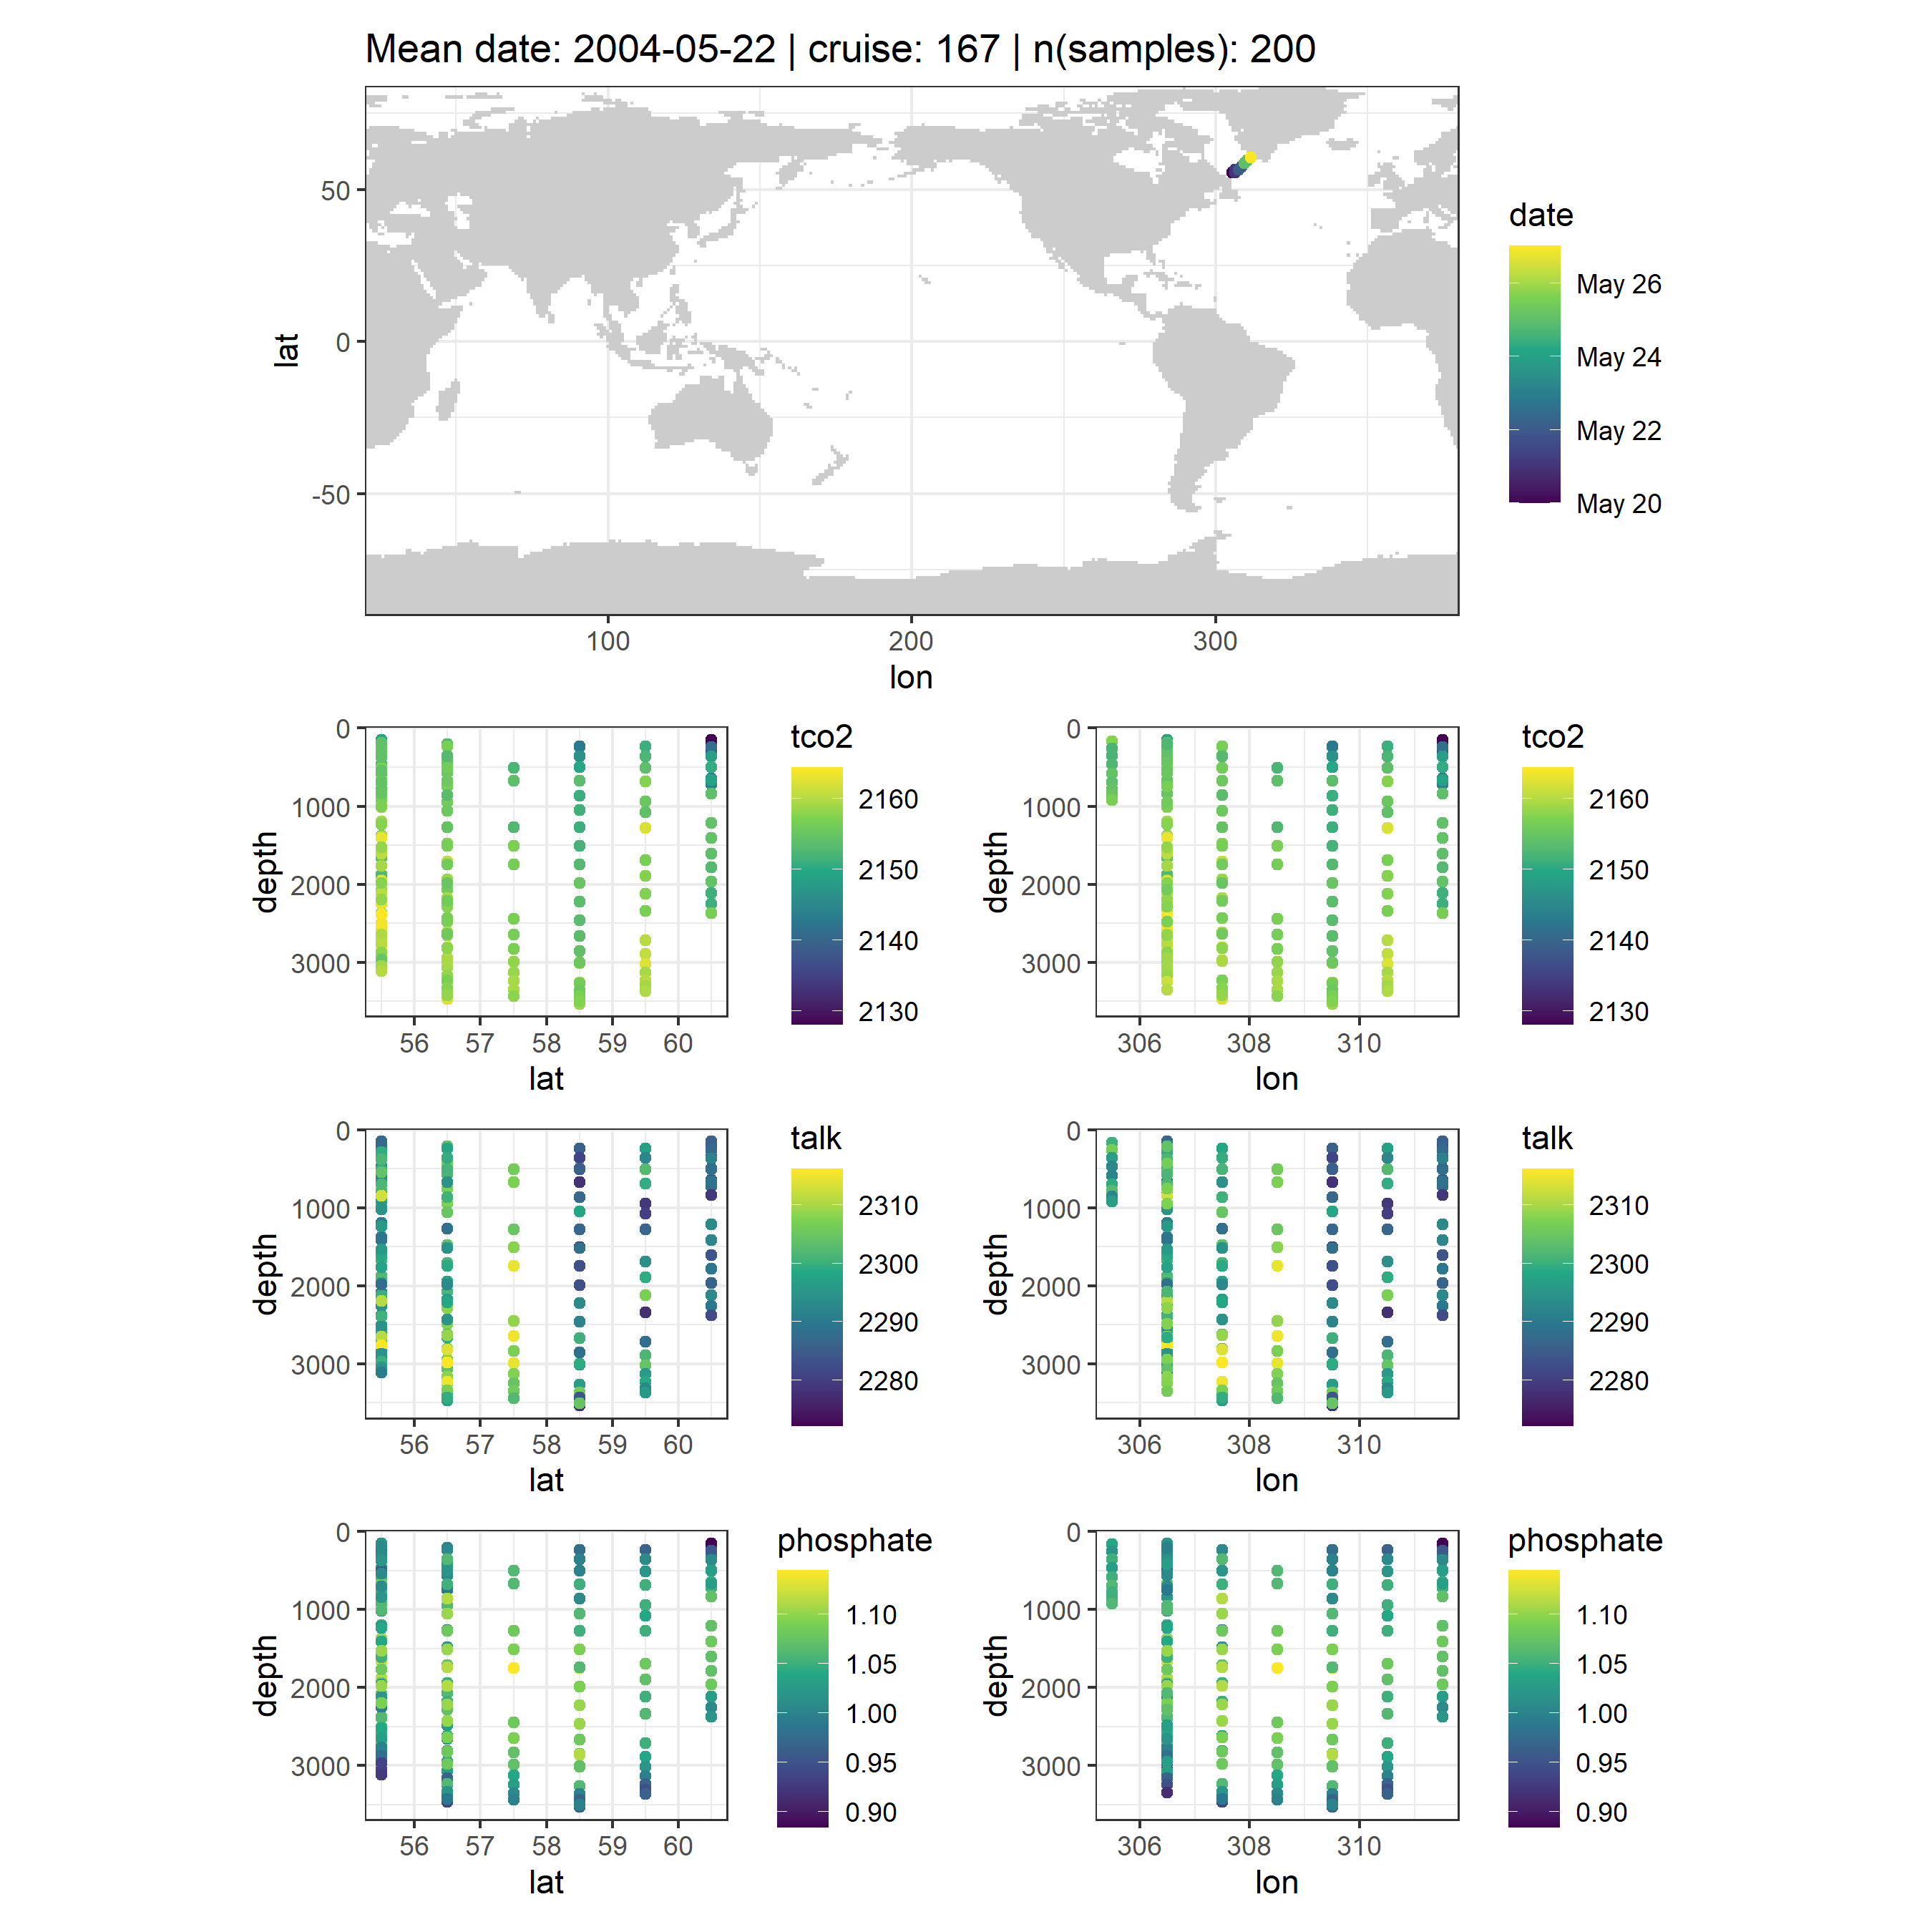 Mean date: 2004-05-22 | cruise: 167 | n(samples): 200
lat
50
0
-50
100 200 300
lon
date
May 26
May 24
May 22
May 20
depth
0
1000
2000
3000
56 57 58 59 60
lat
tco2
2160
2150
2140
2130
depth
0
1000
2000
3000
306 308 310
lon
tco2
2160
2150
2140
2130
depth
0
1000
2000
3000
56 57 58 59 60
lat
talk
2310
2300
2290
2280
depth
0
1000
2000
3000
306 308 310
lon
talk
2310
2300
2290
2280
depth
0
1000
2000
3000
56 57 58 59 60
lat
phosphate
1.10
1.05
1.00
0.95
0.90
depth
0
1000
2000
3000
306 308 310
lon
phosphate
1.10
1.05
1.00
0.95
0.90